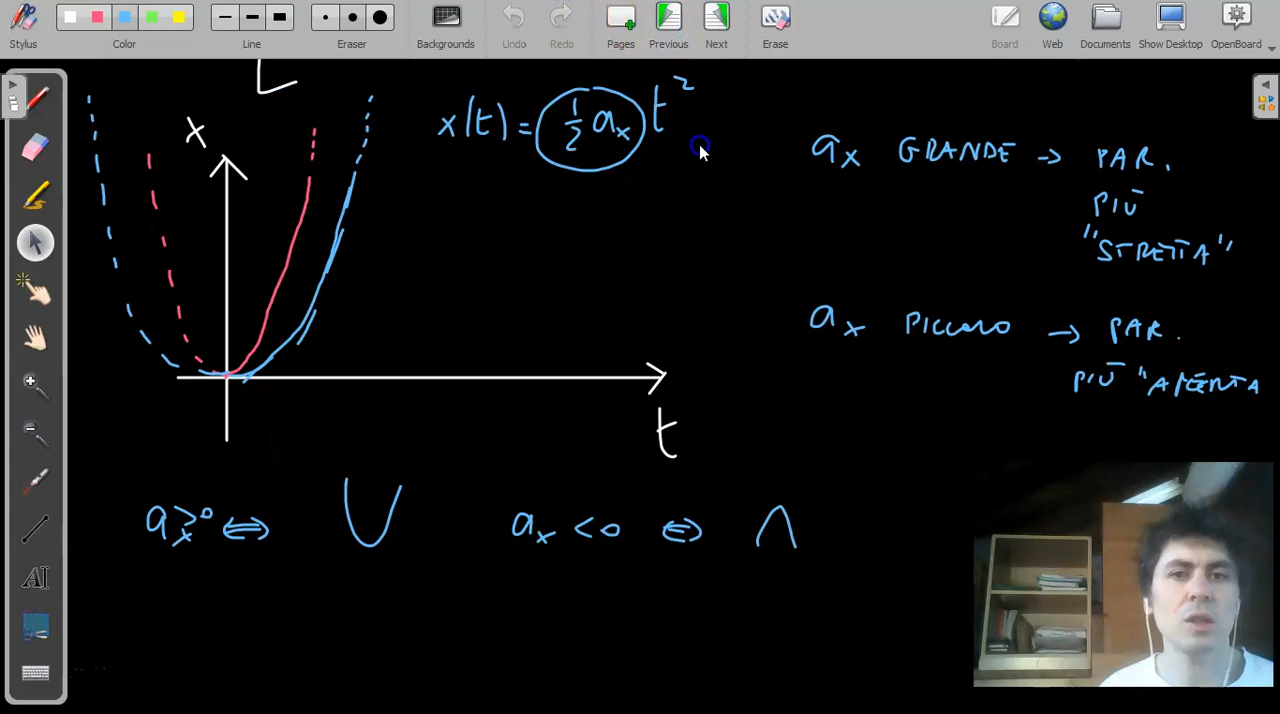 Stylus Color Line Eraser Backgrounds Undo Redo Pages Previous Next Erase Board Web Documents Show Desktop OpenBoard
x(t) = ½ aₓ t²
x
t
aₓ GRANDE → PAR.
PIÙ
"STRETTA"
aₓ PICCOLO → PAR.
PIÙ "APERTA
aₓ>0 ⇔ aₓ <0 ⇔
AI